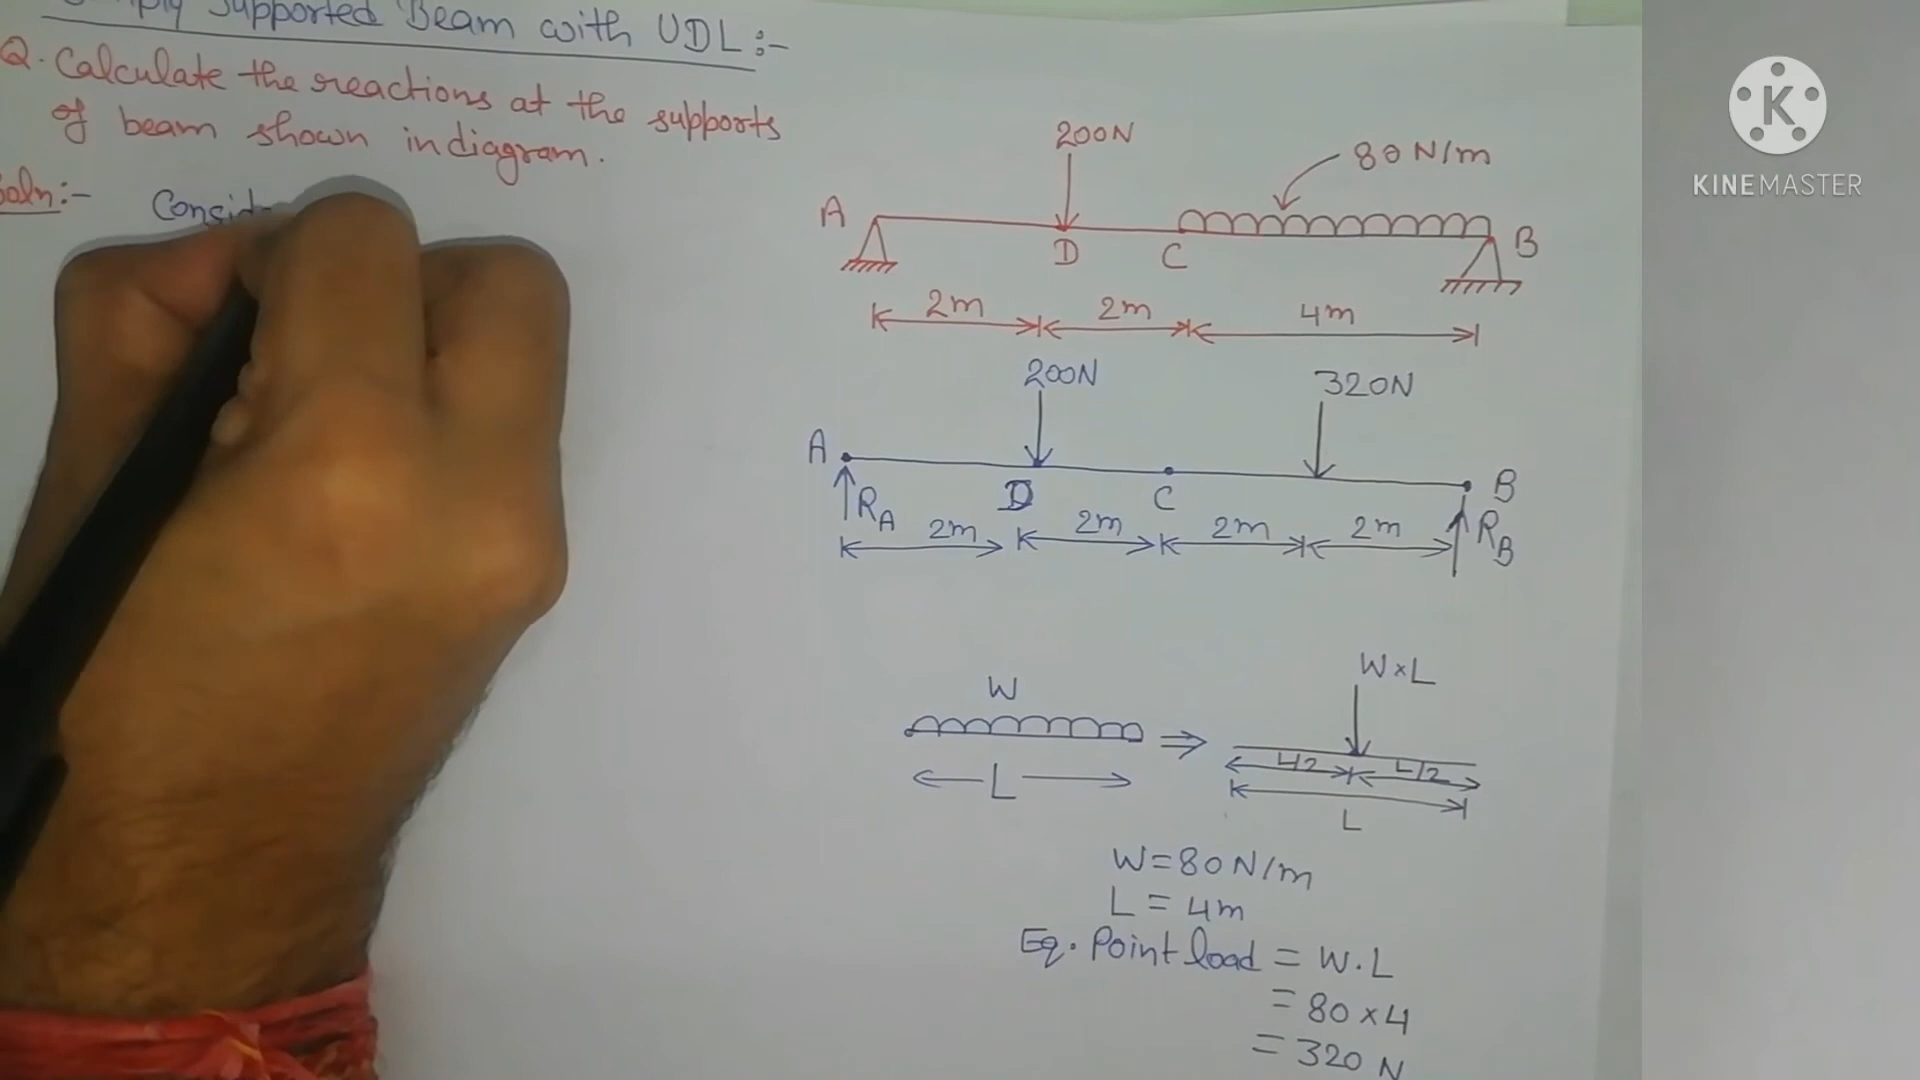 Simply Supported Beam with UDL:-
Q. Calculate the reactions at the supports
of beam shown in diagram.
Soln:-
200N
80 N/m
A
D
C
B
2m
2m
4m
200N
320N
A
D
C
B
RA
RB
2m
2m
2m
2m
W
W×L
L
L/2
L/2
L
W=80N/m
L = 4m
Eq. Point load = W.L
= 80×4
= 320 N
K
KINEMASTER